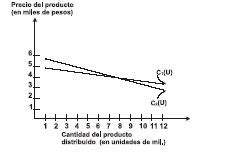 Precio del producto
(en miles de pesos)
6
5
4
3
2
1
C₁(U)
C₂(U)
1 2 3 4 5 6 7 8 9 10 11 12
Cantidad del producto
distribuido (en unidades de mil,)